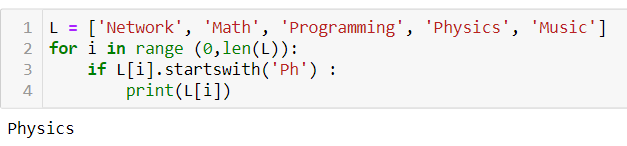 1 L = ['Network', 'Math', 'Programming', 'Physics', 'Music']
2 for i in range (0,len(L)):
3     if L[i].startswith('Ph') :
4         print(L[i])
Physics